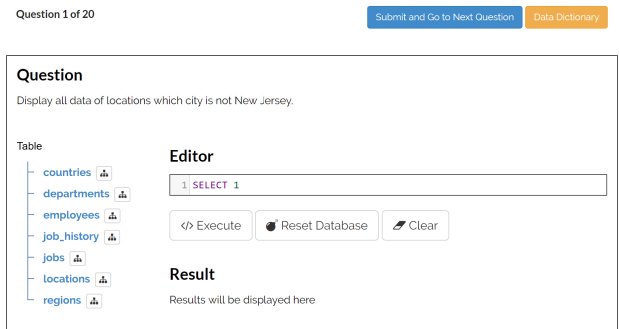 Question 1 of 20
Submit and Go to Next Question
Data Dictionary
Question
Display all data of locations which city is not New Jersey.
Table
countries
departments
employees
job_history
jobs
locations
regions
Editor
1 SELECT 1
</> Execute
Reset Database
Clear
Result
Results will be displayed here